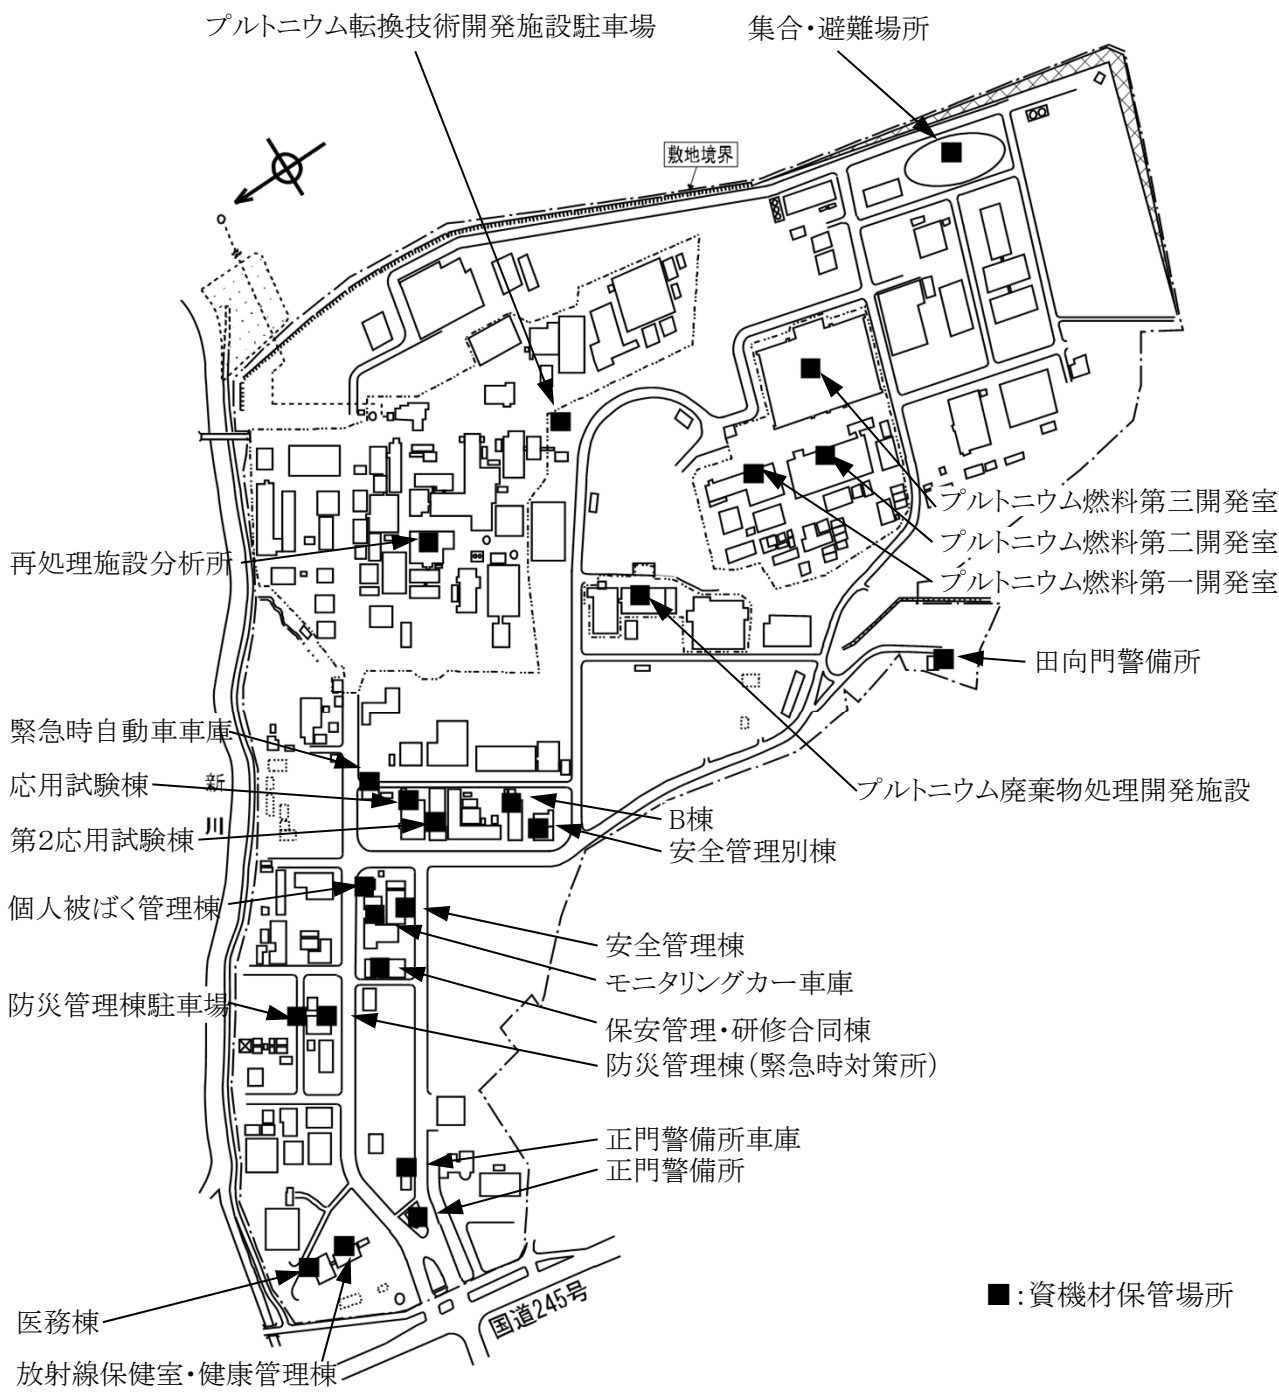 プルトニウム転換技術開発施設駐車場
集合・避難場所
敷地境界
プルトニウム燃料第三開発室
プルトニウム燃料第二開発室
再処理施設分析所
プルトニウム燃料第一開発室
田向門警備所
緊急時自動車車庫
応用試験棟
新
川
プルトニウム廃棄物処理開発施設
B棟
第2応用試験棟
安全管理別棟
個人被ばく管理棟
安全管理棟
モニタリングカー車庫
防災管理棟駐車場
保安管理・研修合同棟
防災管理棟(緊急時対策所)
正門警備所車庫
正門警備所
国道245号
■:資機材保管場所
医務棟
放射線保健室・健康管理棟